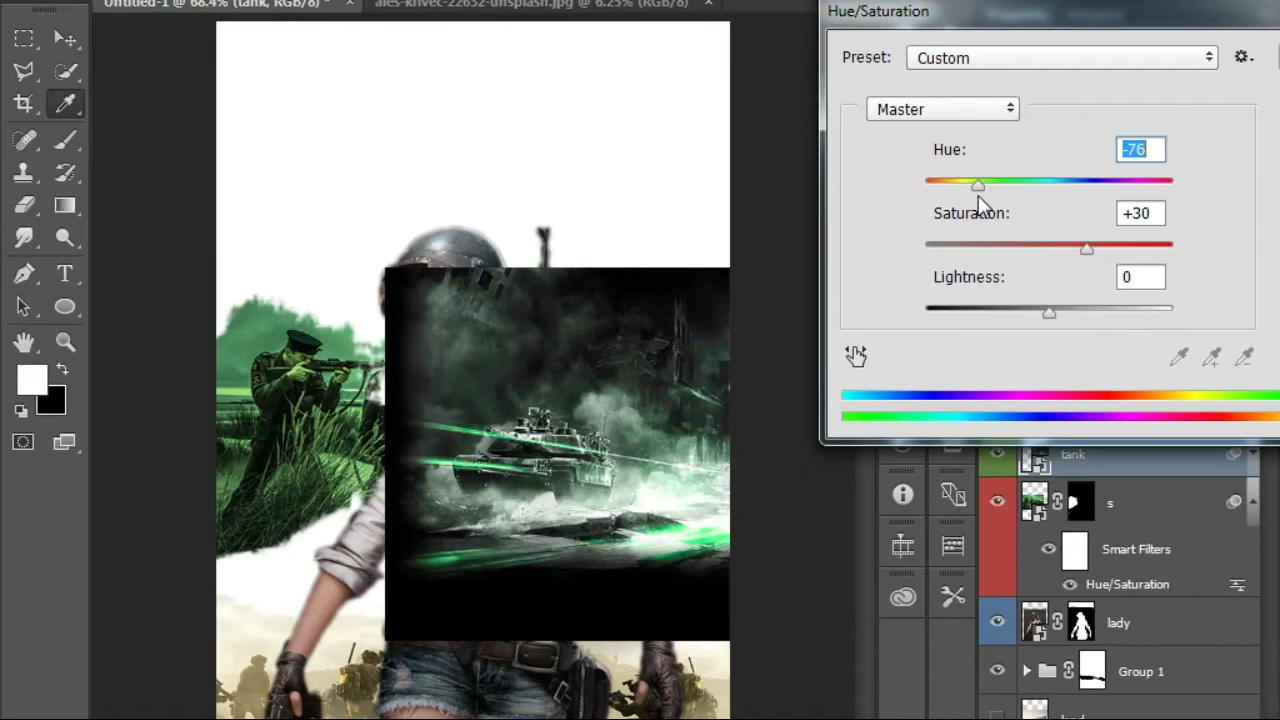 Untitled-1 @ 68.4% (tank, RGB/8) *
ales-krivec-22632-unsplash.jpg @ 6.25% (RGB/8)
Hue/Saturation
Preset:
Custom
Master
Hue:
-76
Saturation:
+30
Lightness:
0
T
tank
s
Smart Filters
Hue/Saturation
lady
Group 1